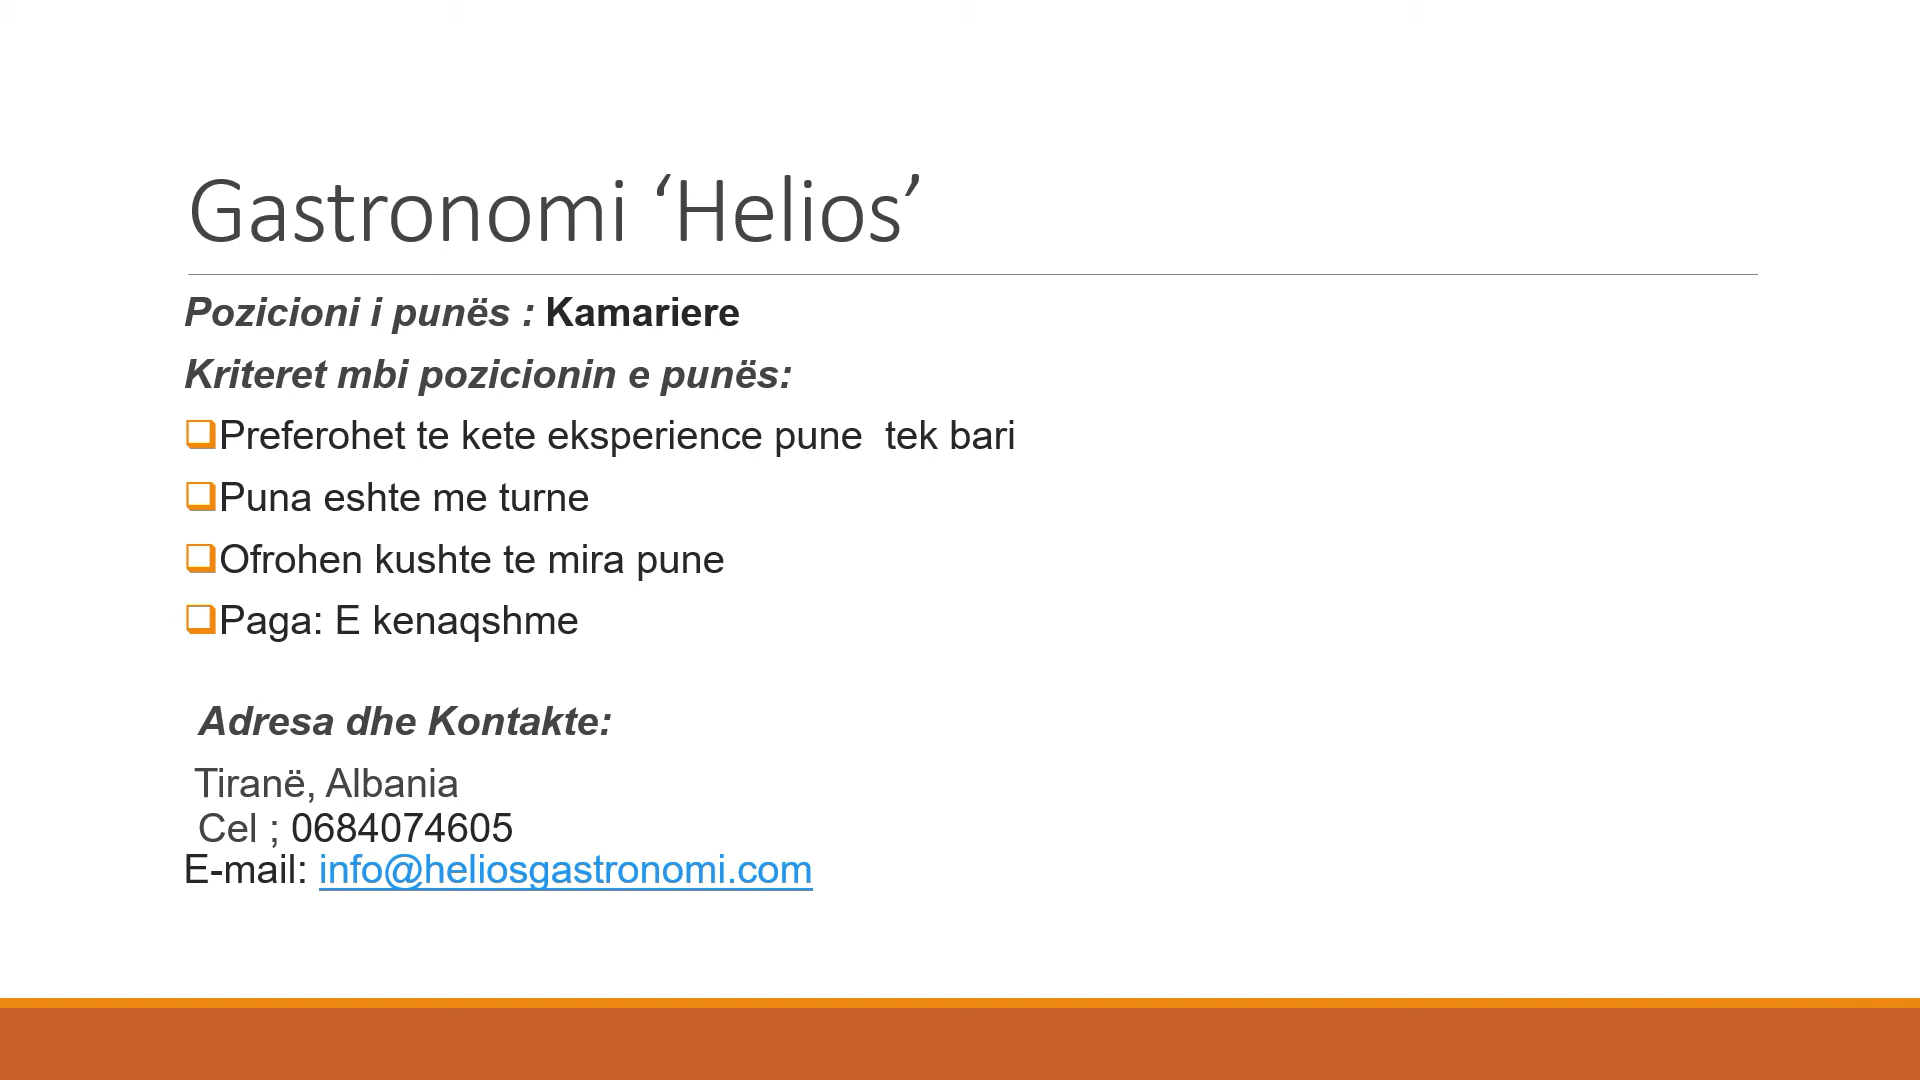 Gastronomi ‘Helios’
Pozicioni i punës : Kamariere
Kriteret mbi pozicionin e punës:
❑Preferohet te kete eksperience pune  tek bari
❑Puna eshte me turne
❑Ofrohen kushte te mira pune
❑Paga: E kenaqshme
Adresa dhe Kontakte:
Tiranë, Albania
Cel ; 0684074605
E-mail: info@heliosgastronomi.com